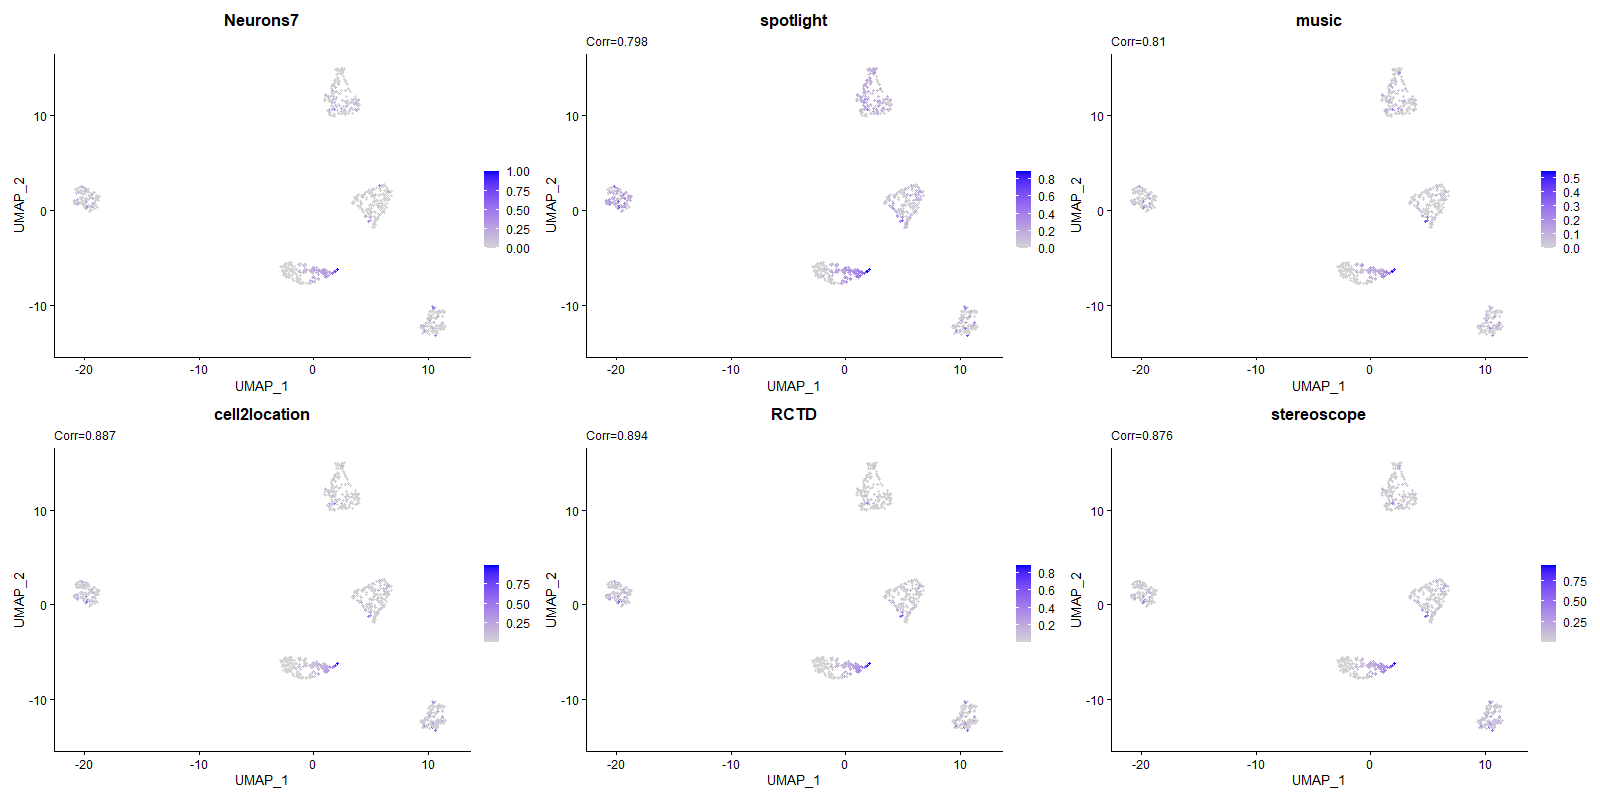 Neurons7
10
0
-10
UMAP_2
-20
-10
0
10
UMAP_1
1.00
0.75
0.50
0.25
0.00
spotlight
Corr=0.798
10
0
-10
UMAP_2
-20
-10
0
10
UMAP_1
0.8
0.6
0.4
0.2
0.0
music
Corr=0.81
10
0
-10
UMAP_2
-20
-10
0
10
UMAP_1
0.5
0.4
0.3
0.2
0.1
0.0
cell2location
Corr=0.887
10
0
-10
UMAP_2
-20
-10
0
10
UMAP_1
0.75
0.50
0.25
RCTD
Corr=0.894
10
0
-10
UMAP_2
-20
-10
0
10
UMAP_1
0.8
0.6
0.4
0.2
stereoscope
Corr=0.876
10
0
-10
UMAP_2
-20
-10
0
10
UMAP_1
0.75
0.50
0.25